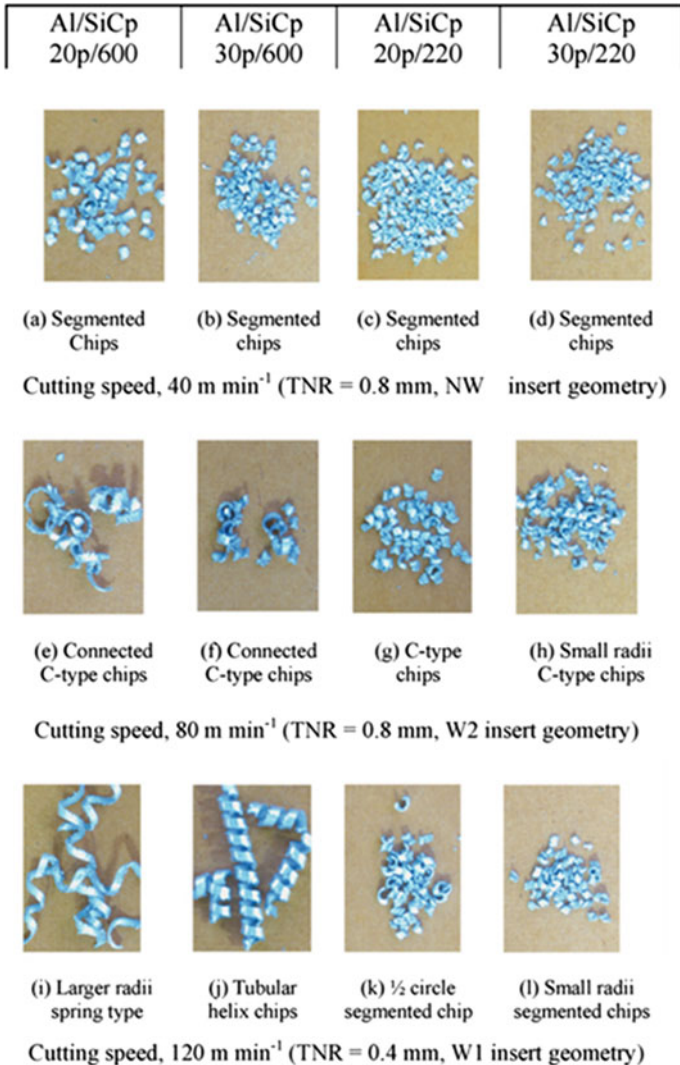 Al/SiCp Al/SiCp Al/SiCp Al/SiCp
20p/600 30p/600 20p/220 30p/220
(a) Segmented (b) Segmented (c) Segmented (d) Segmented
Chips chips chips chips
Cutting speed, 40 m min⁻¹ (TNR = 0.8 mm, NW insert geometry)
(e) Connected (f) Connected (g) C-type (h) Small radii
C-type chips C-type chips chips C-type chips
Cutting speed, 80 m min⁻¹ (TNR = 0.8 mm, W2 insert geometry)
(i) Larger radii (j) Tubular (k) ½ circle (l) Small radii
spring type helix chips segmented chip segmented chips
Cutting speed, 120 m min⁻¹ (TNR = 0.4 mm, W1 insert geometry)